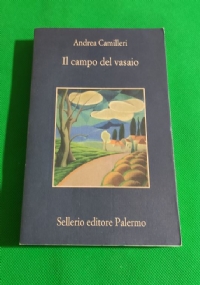 Andrea Camilleri
Il campo del vasaio
Sellerio editore Palermo